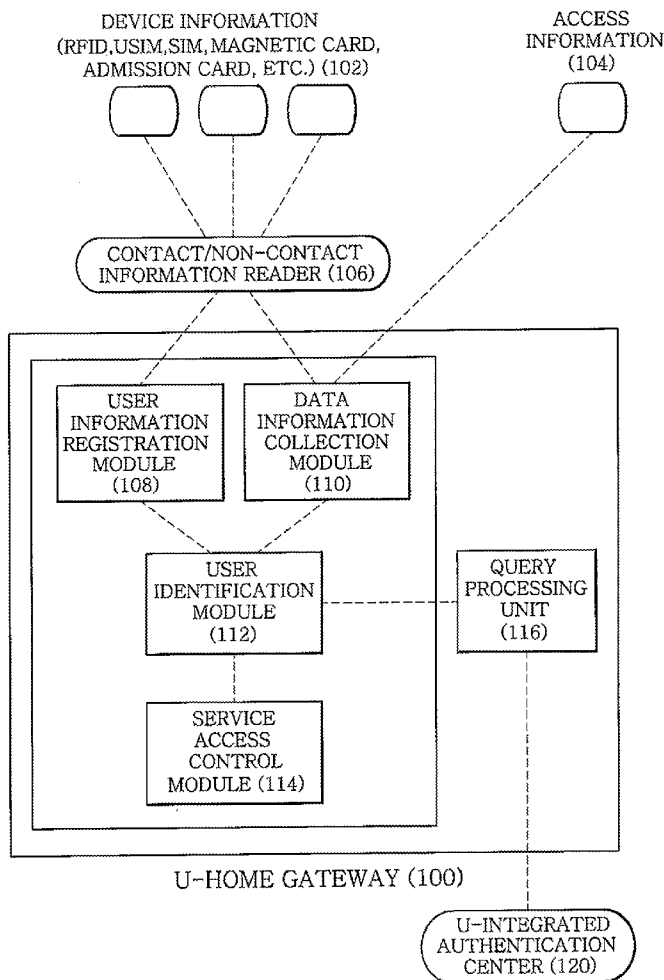 DEVICE INFORMATION
(RFID,USIM,SIM,MAGNETIC CARD,
ADMISSION CARD, ETC.) (102)
ACCESS
INFORMATION
(104)
CONTACT/NON-CONTACT
INFORMATION READER (106)
USER
INFORMATION
REGISTRATION
MODULE
(108)
DATA
INFORMATION
COLLECTION
MODULE
(110)
USER
IDENTIFICATION
MODULE
(112)
QUERY
PROCESSING
UNIT
(116)
SERVICE
ACCESS
CONTROL
MODULE (114)
U-HOME GATEWAY (100)
U-INTEGRATED
AUTHENTICATION
CENTER (120)